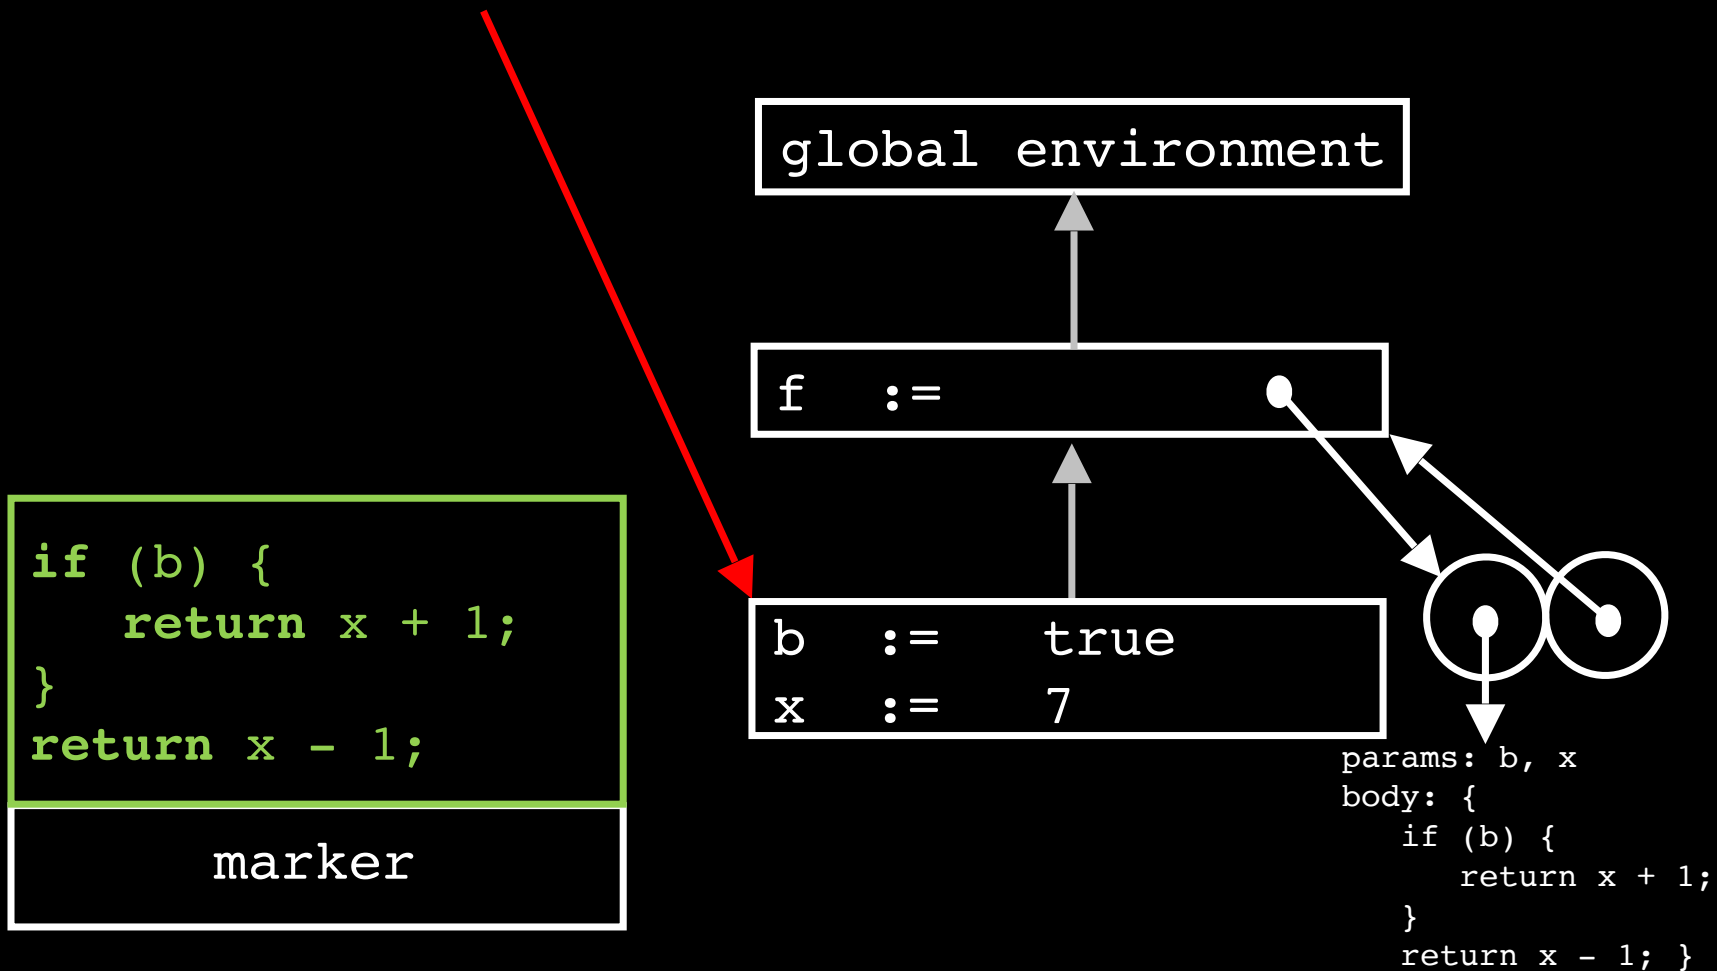 global environment
f :=
if (b) {
   return x + 1;
}
return x - 1;
marker
b := true
x := 7
params: b, x
body: {
   if (b) {
      return x + 1;
   }
   return x - 1; }